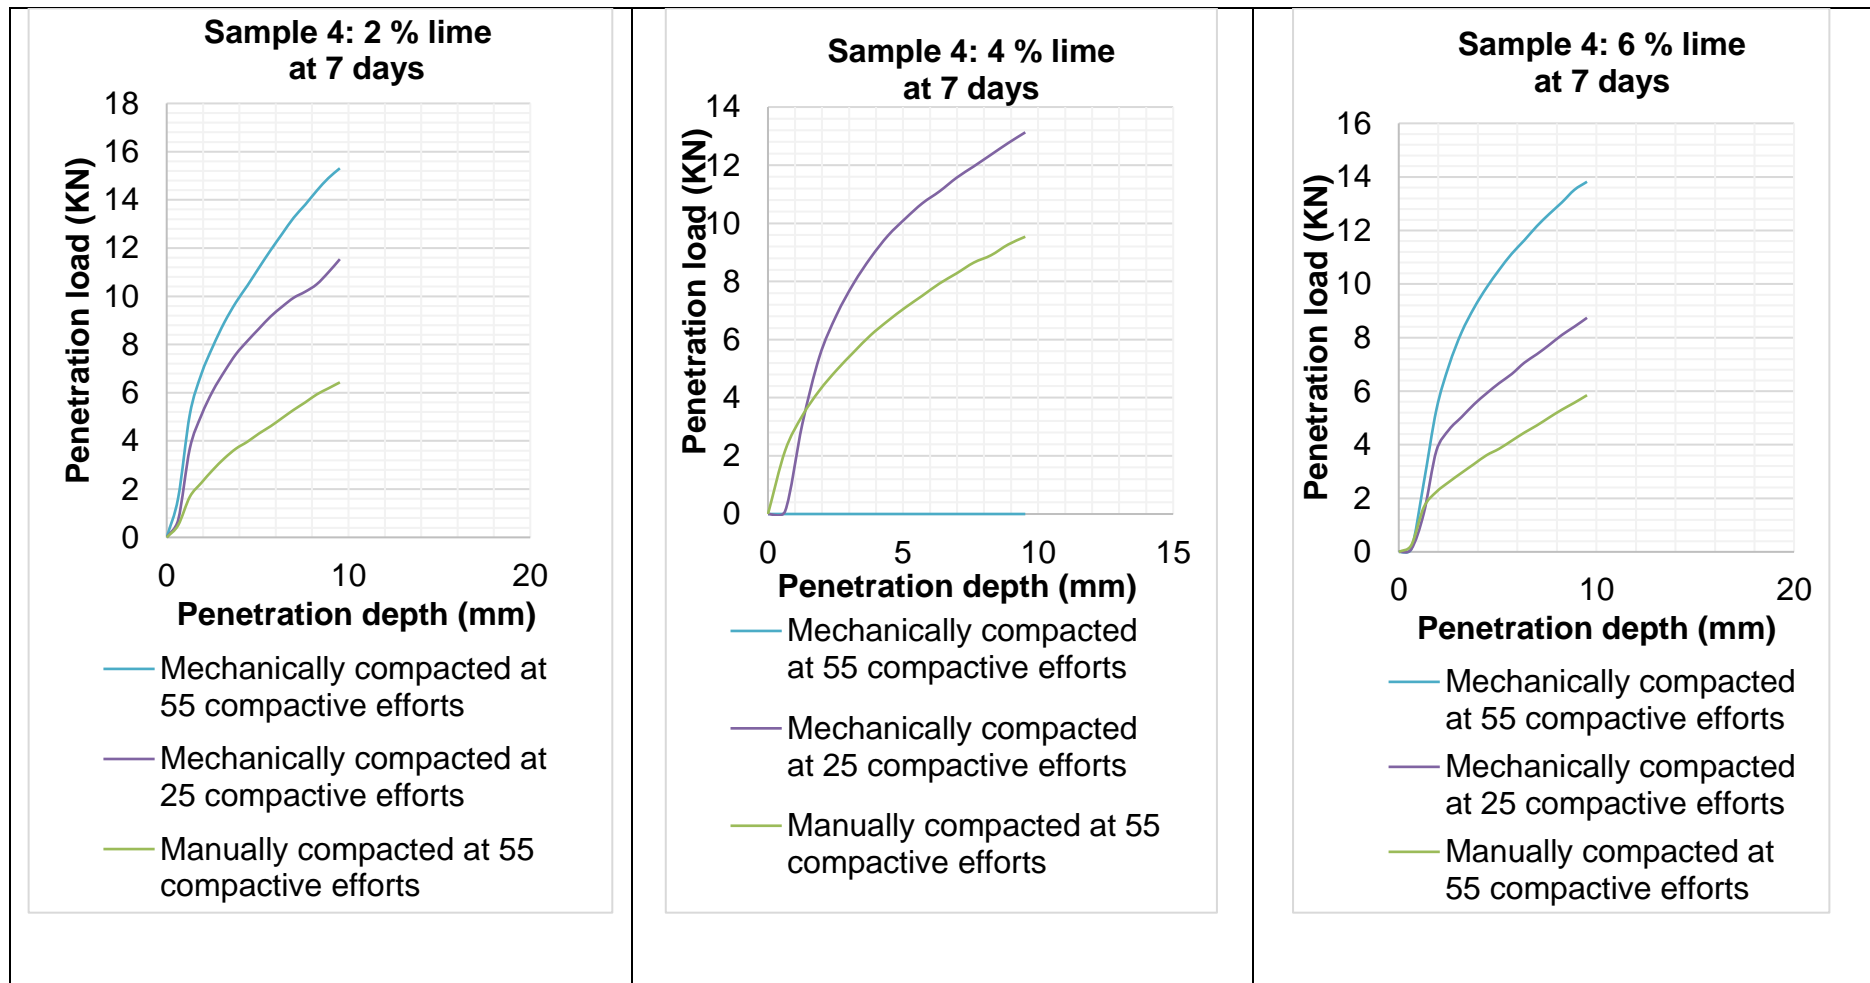 Sample 4: 2 % lime
at 7 days
18
16
14
12
10
8
6
4
2
0
0
10
20
Penetration load (KN)
Penetration depth (mm)
Mechanically compacted at
55 compactive efforts
Mechanically compacted at
25 compactive efforts
Manually compacted at 55
compactive efforts
Sample 4: 4 % lime
at 7 days
14
12
10
8
6
4
2
0
0
5
10
15
Penetration load (KN)
Penetration depth (mm)
Mechanically compacted
at 55 compactive efforts
Mechanically compacted
at 25 compactive efforts
Manually compacted at 55
compactive efforts
Sample 4: 6 % lime
at 7 days
16
14
12
10
8
6
4
2
0
0
10
20
Penetration load (KN)
Penetration depth (mm)
Mechanically compacted
at 55 compactive efforts
Mechanically compacted
at 25 compactive efforts
Manually compacted at
55 compactive efforts